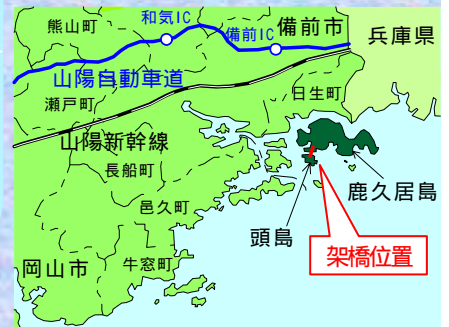 和気IC
熊山町
備前IC
備前市
兵庫県
山陽自動車道
日生町
瀬戸町
山陽新幹線
長船町
鹿久居島
邑久町
頭島
架橋位置
岡山市
牛窓町